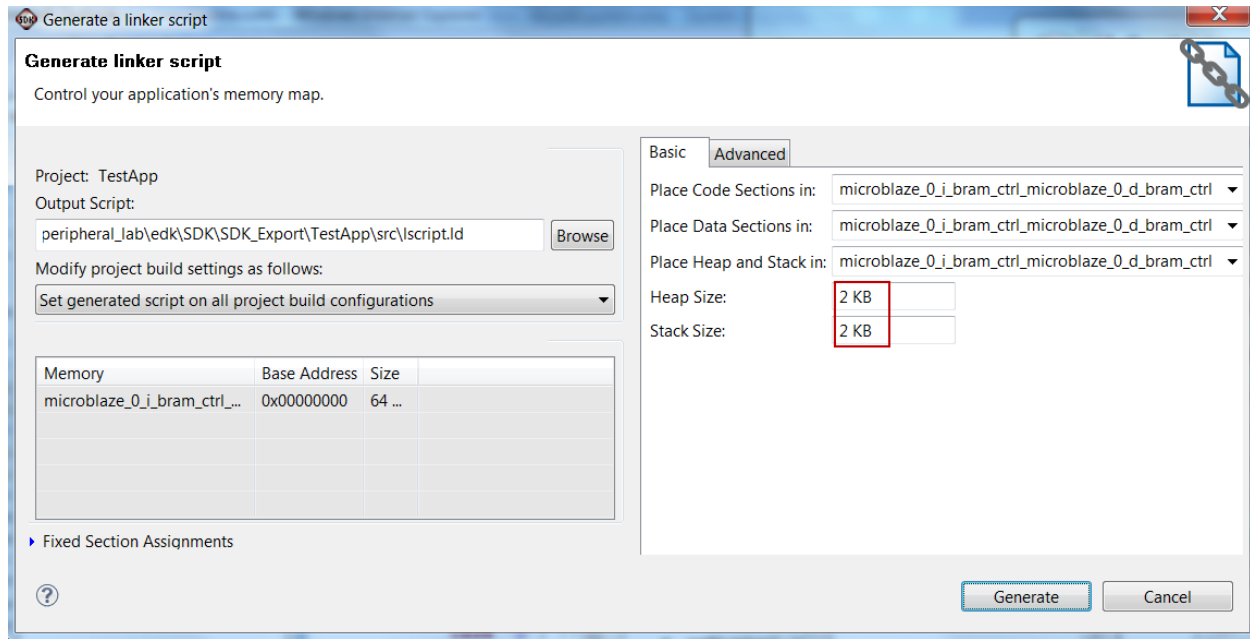 SDK Generate a linker script
X
Generate linker script
Control your application's memory map.
Project: TestApp
Output Script:
peripheral_lab\edk\SDK\SDK_Export\TestApp\src\lscript.ld Browse
Modify project build settings as follows:
Set generated script on all project build configurations
Memory Base Address Size
microblaze_0_i_bram_ctrl_... 0x00000000 64 ...
Fixed Section Assignments
Basic Advanced
Place Code Sections in: microblaze_0_i_bram_ctrl_microblaze_0_d_bram_ctrl
Place Data Sections in: microblaze_0_i_bram_ctrl_microblaze_0_d_bram_ctrl
Place Heap and Stack in: microblaze_0_i_bram_ctrl_microblaze_0_d_bram_ctrl
Heap Size: 2 KB
Stack Size: 2 KB
?
Generate Cancel